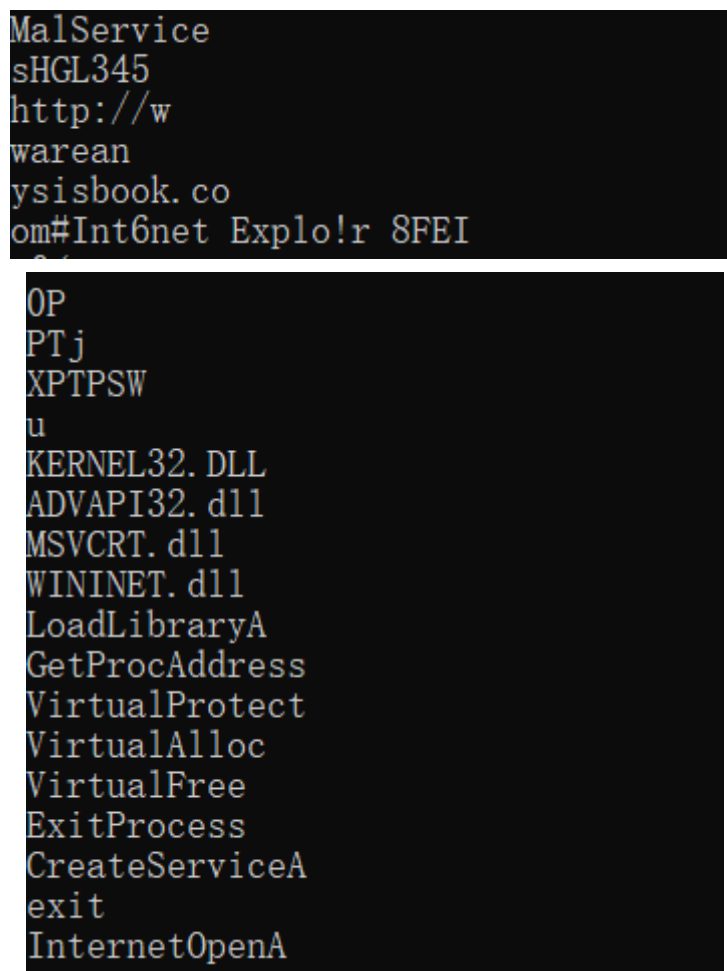 MalService
sHGL345
http://w
warean
ysisbook.co
om#Int6net Explo!r 8FEI
0P
PTj
XPTPSW
u
KERNEL32.DLL
ADVAPI32.dll
MSVCRT.dll
WININET.dll
LoadLibraryA
GetProcAddress
VirtualProtect
VirtualAlloc
VirtualFree
ExitProcess
CreateServiceA
exit
InternetOpenA